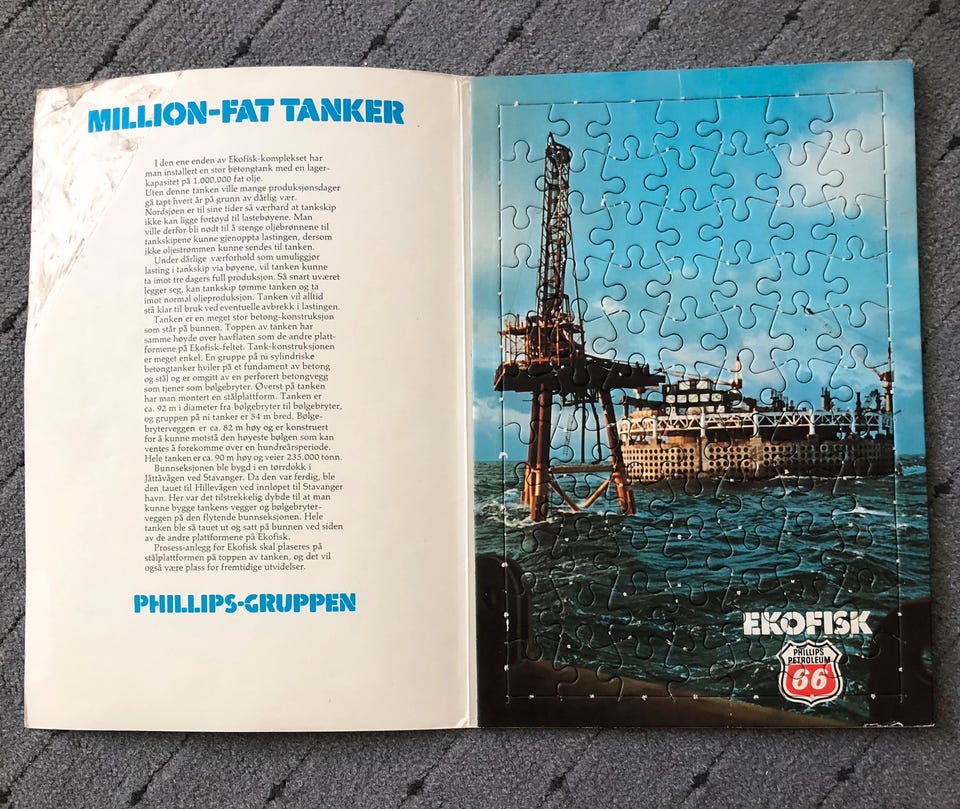 MILLION-FAT TANKER
I den ene enden av Ekofisk-komplekset har
man installert en stor betongtank med en lager-
kapasitet på 1.000.000 fat olje.
Uten denne tanken ville mange produksjonsdager
gå tapt hvert år på grunn av dårlig vær.
Nordsjøen er til sine tider så værhard at tankskip
ikke kan ligge fortøyd til lastebøyene. Man
ville derfor bli nødt til å stenge oljebrønnene til
tankskipene kunne gjenoppta lastingen, dersom
ikke oljestrømmen kunne sendes til tanken.
Under dårlige værforhold som umuliggjør
lasting i tankskip via bøyene, vil tanken kunne
ta imot tre dagers full produksjon. Så snart uværet
legger seg, kan tankskip tømme tanken og ta
imot normal oljeproduksjon. Tanken vil alltid
stå klar til bruk ved eventuelle avbrekk i lastingen.
Tanken er en meget stor betong-konstruksjon
som står på bunnen. Toppen av tanken har
samme høyde over havflaten som de andre platt-
formene på Ekofisk-feltet. Tank-konstruksjonen
er meget enkel. En gruppe på ni sylindriske
betongtanker hviler på et fundament av betong
og stål og er omgitt av en perforert betongvegg
som tjener som bølgebryter. Øverst på tanken
har man montert en stålplattform. Tanken er
ca. 92 m i diameter fra bølgebryter til bølgebryter,
og gruppen på ni tanker er 54 m bred. Bølge-
bryterveggen er ca. 82 m høy og er konstruert
for å kunne motstå den høyeste bølgen som kan
ventes å forekomme over en hundreårsperiode.
Hele tanken er ca. 90 m høy og veier 235.000 tonn.
Bunnseksjonen ble bygd i en tørrdokk i
Jåttåvågen ved Stavanger. Da den var ferdig, ble
den tauet til Hillevågen ved innløpet til Stavanger
havn. Her var det tilstrekkelig dybde til at man
kunne bygge tankens vegger og bølgebryter-
veggen på den flytende bunnseksjonen. Hele
tanken ble så tauet ut og satt på bunnen ved siden
av de andre plattformene på Ekofisk.
Prosess-anlegg for Ekofisk skal plaseres på
stålplattformen på toppen av tanken, og det vil
også være plass for fremtidige utvidelser.
PHILLIPS-GRUPPEN
EKOFISK
PHILLIPS
PETROLEUM
66